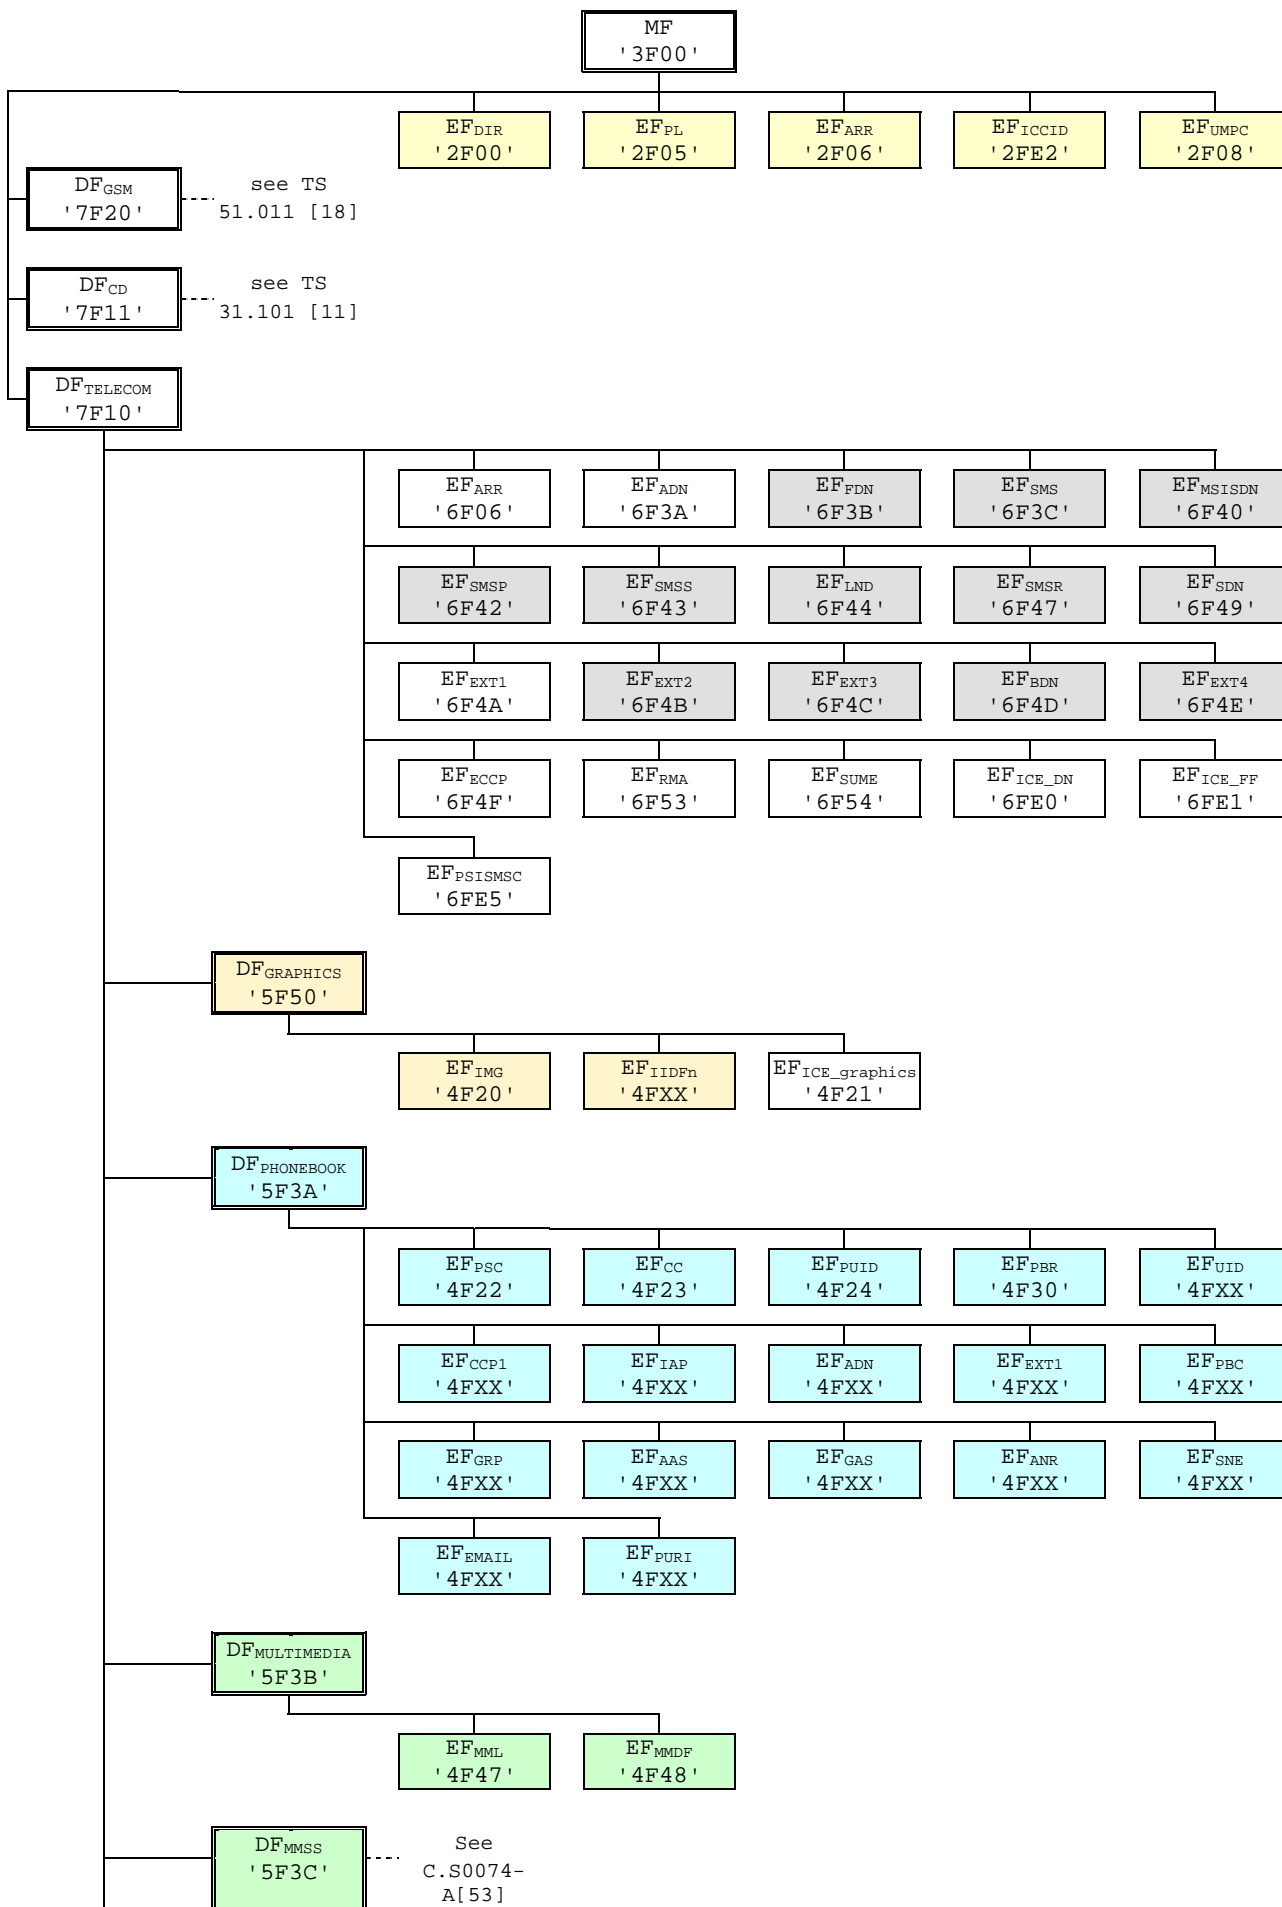 MF
'3F00'
EFDIR EFPL EFARR EFICCID EFUMPC
'2F00' '2F05' '2F06' '2FE2' '2F08'
DFGSM see TS
'7F20' 51.011 [18]
DFCD see TS
'7F11' 31.101 [11]
DFTELECOM
'7F10'
EFARR EFADN EFFDN EFSMS EFMSISDN
'6F06' '6F3A' '6F3B' '6F3C' '6F40'
EFSMSP EFSMSS EFLND EFSMSR EFSDN
'6F42' '6F43' '6F44' '6F47' '6F49'
EFEXT1 EFEXT2 EFEXT3 EFBDN EFEXT4
'6F4A' '6F4B' '6F4C' '6F4D' '6F4E'
EFECCP EFRMA EFSUME EFICE_DN EFICE_FF
'6F4F' '6F53' '6F54' '6FE0' '6FE1'
EFPSISMSC
'6FE5'
DFGRAPHICS
'5F50'
EFIMG EFIIDFn EFICE_graphics
'4F20' '4FXX' '4F21'
DFPHONEBOOK
'5F3A'
EFPSC EFCC EFPUID EFPBR EFUID
'4F22' '4F23' '4F24' '4F30' '4FXX'
EFCCP1 EFIAP EFADN EFEXT1 EFPBC
'4FXX' '4FXX' '4FXX' '4FXX' '4FXX'
EFGRP EFAAS EFGAS EFANR EFSNE
'4FXX' '4FXX' '4FXX' '4FXX' '4FXX'
EFEMAIL EFPURI
'4FXX' '4FXX'
DFMULTIMEDIA
'5F3B'
EFMML EFMMDF
'4F47' '4F48'
DFMMSS See
'5F3C' C.S0074-
A[53]